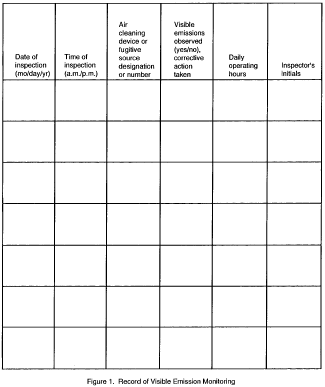 Date of
inspection
(mo/day/yr)
Time of
inspection
(a.m./p.m.)
Air
cleaning
device or
fugitive
source
designation
or number
Visible
emissions
observed
(yes/no),
corrective
action
taken
Daily
operating
hours
Inspector's
initials
Figure 1. Record of Visible Emission Monitoring